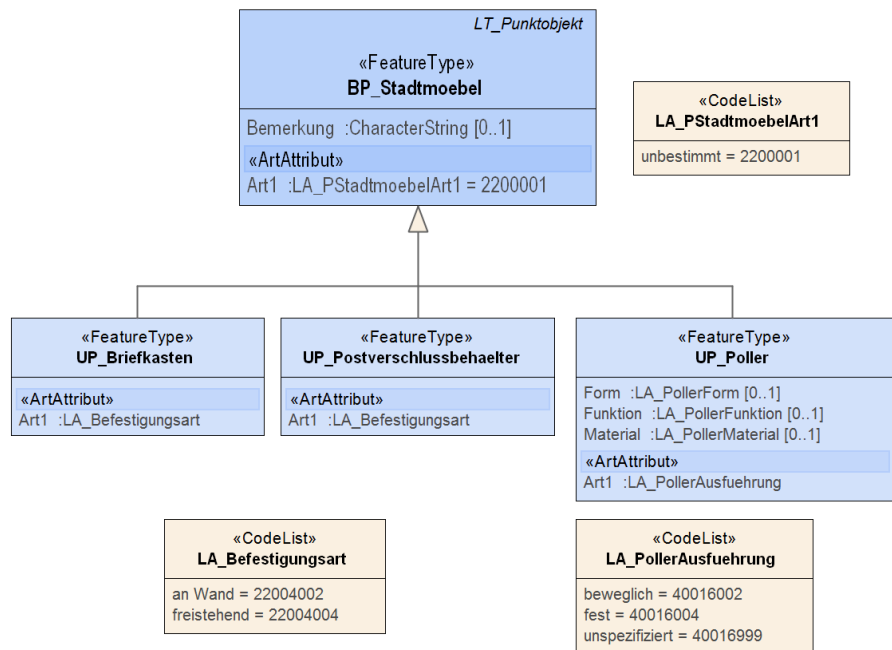 LT_Punktobjekt
«FeatureType»
BP_Stadtmoebel
Bemerkung :CharacterString [0..1]
«ArtAttribut»
Art1 :LA_PStadtmoebelArt1 = 2200001
«CodeList»
LA_PStadtmoebelArt1
unbestimmt = 2200001
«FeatureType»
UP_Briefkasten
«ArtAttribut»
Art1 :LA_Befestigungsart
«FeatureType»
UP_Postverschlussbehaelter
«ArtAttribut»
Art1 :LA_Befestigungsart
«FeatureType»
UP_Poller
Form :LA_PollerForm [0..1]
Funktion :LA_PollerFunktion [0..1]
Material :LA_PollerMaterial [0..1]
«ArtAttribut»
Art1 :LA_PollerAusfuehrung
«CodeList»
LA_Befestigungsart
an Wand = 22004002
freistehend = 22004004
«CodeList»
LA_PollerAusfuehrung
beweglich = 40016002
fest = 40016004
unspezifiziert = 40016999